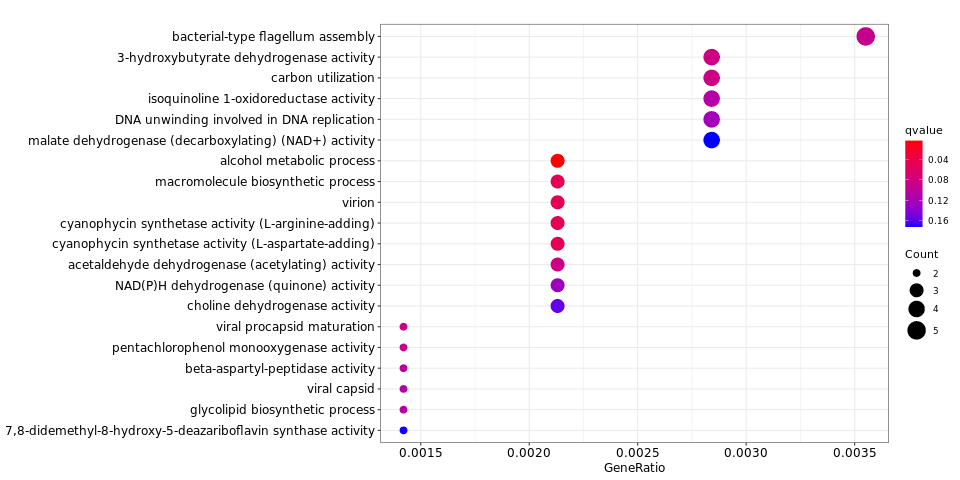 bacterial-type flagellum assembly
3-hydroxybutyrate dehydrogenase activity
carbon utilization
isoquinoline 1-oxidoreductase activity
DNA unwinding involved in DNA replication
malate dehydrogenase (decarboxylating) (NAD+) activity
alcohol metabolic process
macromolecule biosynthetic process
virion
cyanophycin synthetase activity (L-arginine-adding)
cyanophycin synthetase activity (L-aspartate-adding)
acetaldehyde dehydrogenase (acetylating) activity
NAD(P)H dehydrogenase (quinone) activity
choline dehydrogenase activity
viral procapsid maturation
pentachlorophenol monooxygenase activity
beta-aspartyl-peptidase activity
viral capsid
glycolipid biosynthetic process
7,8-didemethyl-8-hydroxy-5-deazariboflavin synthase activity
0.0015 0.0020 0.0025 0.0030 0.0035
GeneRatio
qvalue
0.04
0.08
0.12
0.16
Count
2
3
4
5